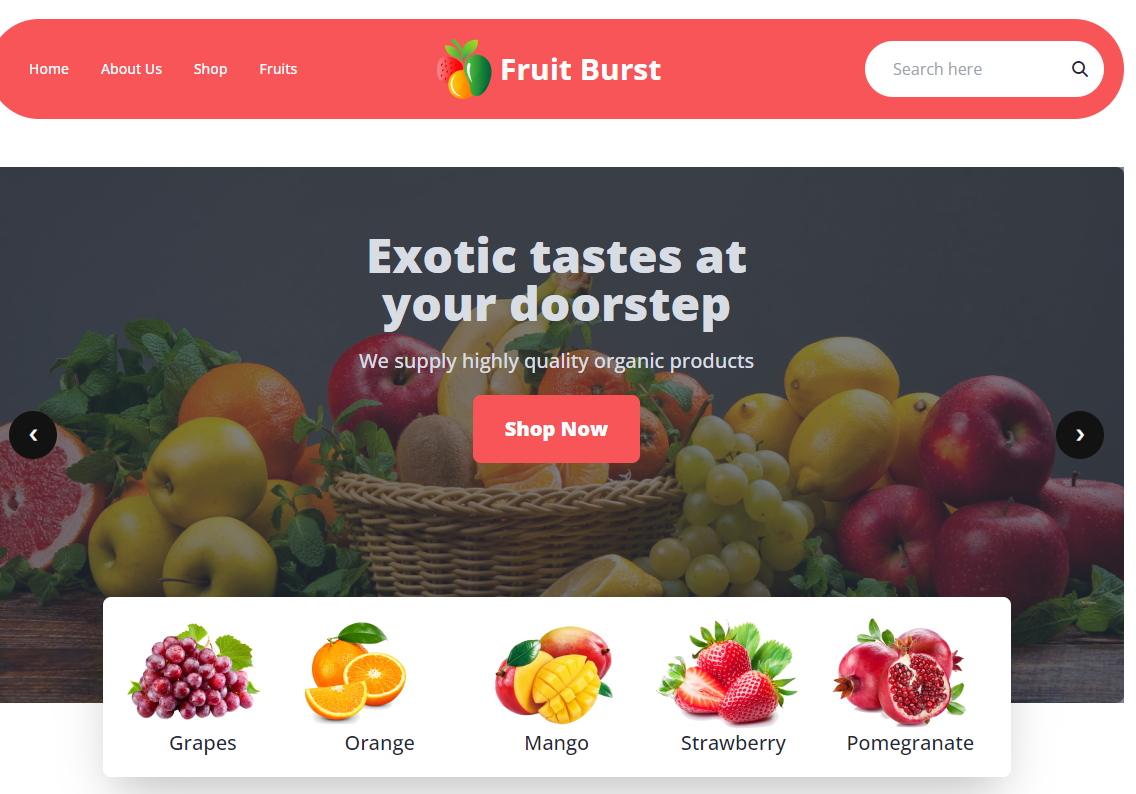 Home About Us Shop Fruits Fruit Burst Search here
Exotic tastes at
your doorstep
We supply highly quality organic products
‹ Shop Now ›
Grapes Orange Mango Strawberry Pomegranate